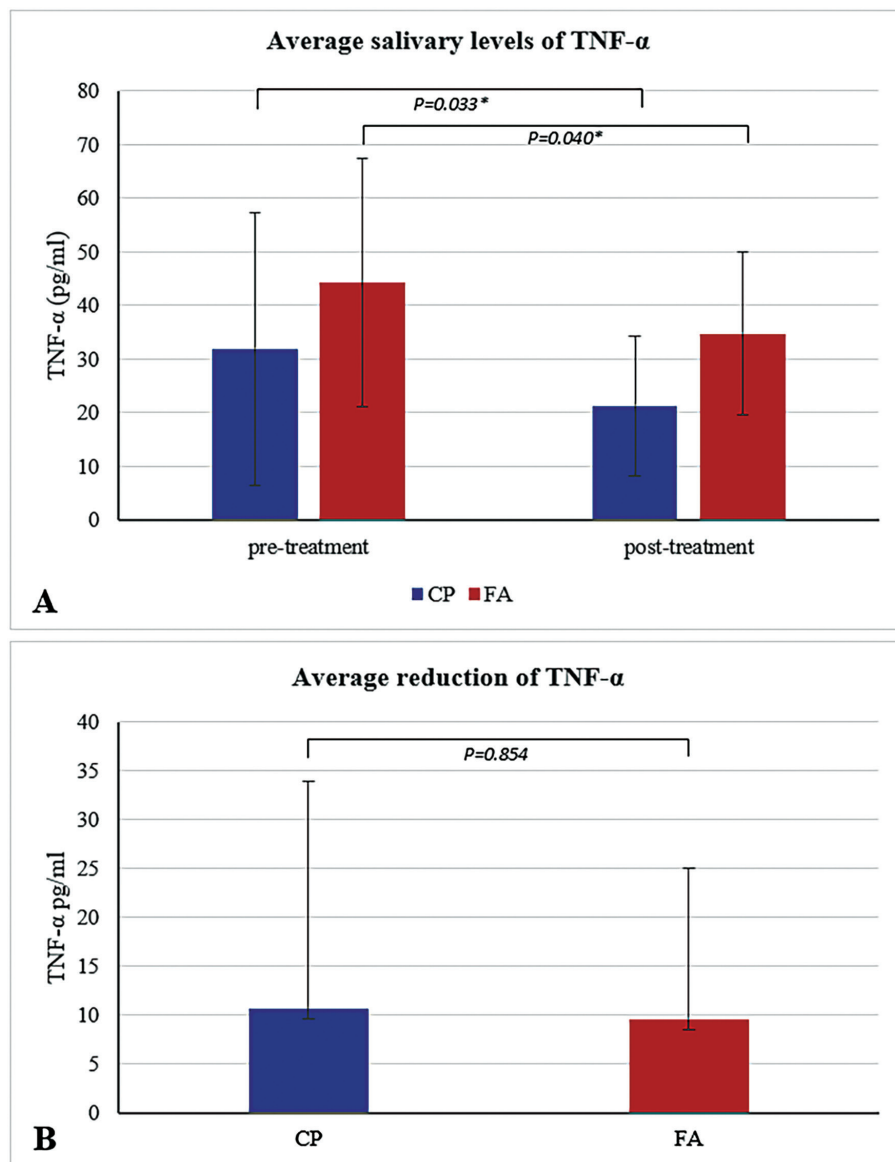 Average salivary levels of TNF-α
80
P=0.033*
70
P=0.040*
60
50
40
30
20
10
0
TNF-α (pg/ml)
pre-treatment post-treatment
CP FA
A
Average reduction of TNF-α
40
P=0.854
35
30
25
20
15
10
5
0
TNF-α pg/ml
CP FA
B